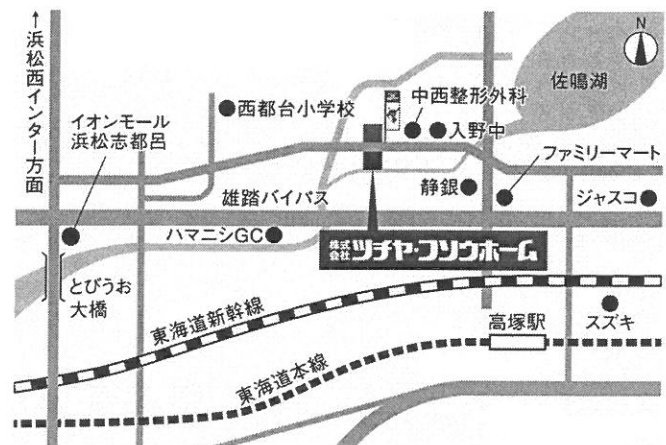 N
↑浜松西インター方面
佐鳴湖
中西整形外科
イオンモール
浜松志都呂
西都台小学校
入野中
ファミリーマート
雄踏バイパス
静銀
ジャスコ
ハマニシGC
株式会社ツチヤ・フソウホーム
とびうお
大橋
東海道新幹線
高塚駅
スズキ
東海道本線